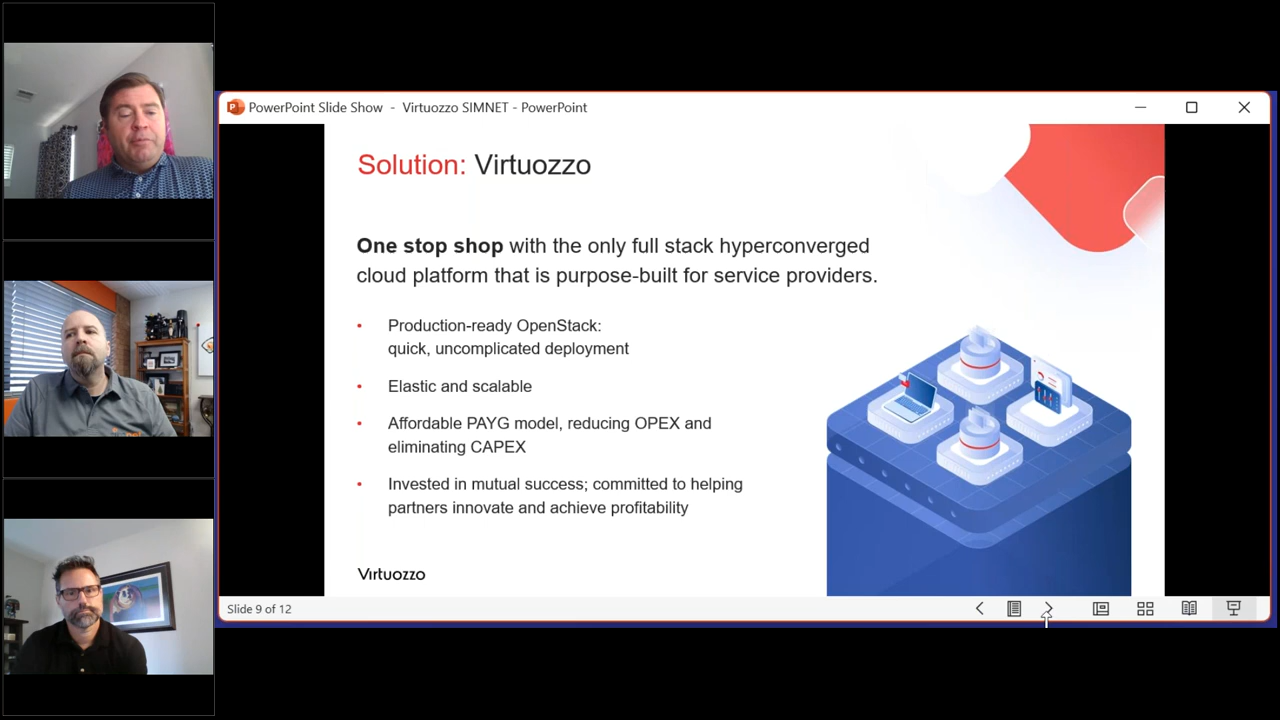 PowerPoint Slide Show - Virtuozzo SIMNET - PowerPoint
Solution: Virtuozzo
One stop shop with the only full stack hyperconverged
cloud platform that is purpose-built for service providers.
• Production-ready OpenStack:
quick, uncomplicated deployment
• Elastic and scalable
• Affordable PAYG model, reducing OPEX and
eliminating CAPEX
• Invested in mutual success; committed to helping
partners innovate and achieve profitability
Virtuozzo
Slide 9 of 12